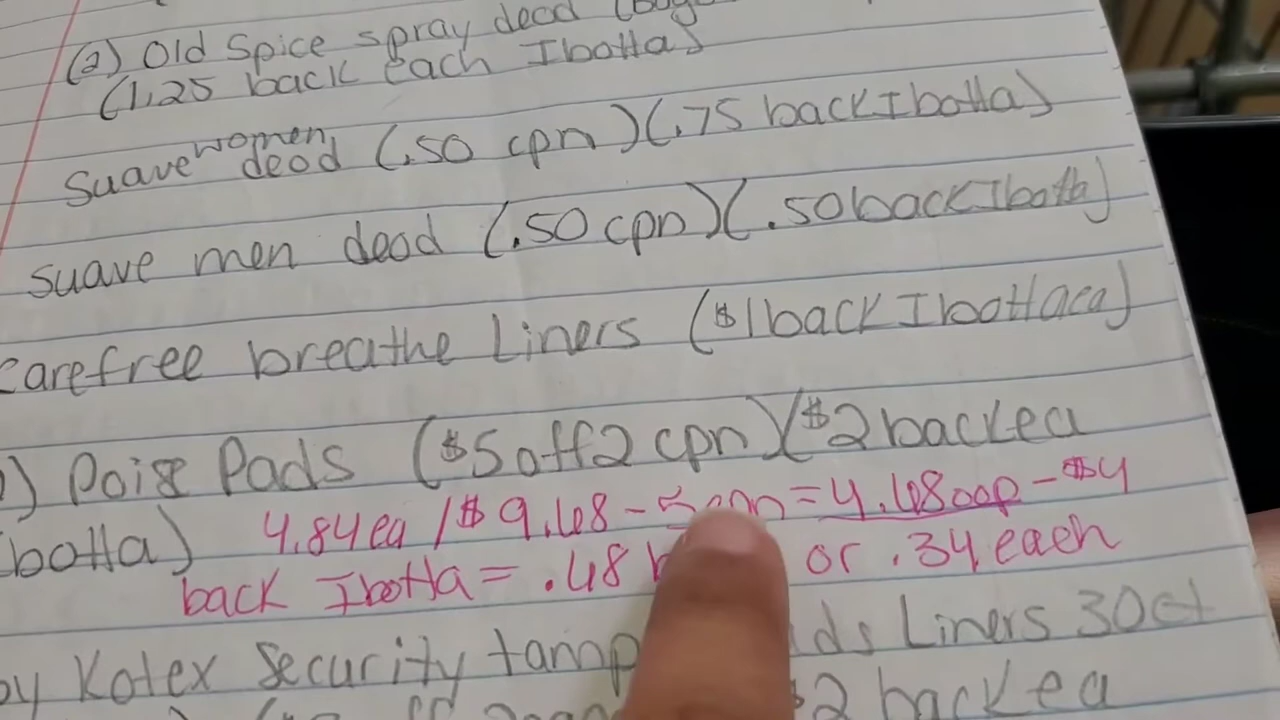 (2) Old Spice spray deod
(1.25 back each Ibotta)
Suave women deod (.50 cpn)(.75 back Ibotta)
Suave men deod (.50 cpn)(.50 back Ibotta)
Carefree breathe Liners ($1 back Ibotta ea)
) Poise Pads ($5 off 2 cpn)($2 back ea
Ibotta) 4.84 ea / $9.68 - = 4.68 oop - $4
back Ibotta = .68 or .34 each
by Kotex Security Liners 30ct
$2 back ea